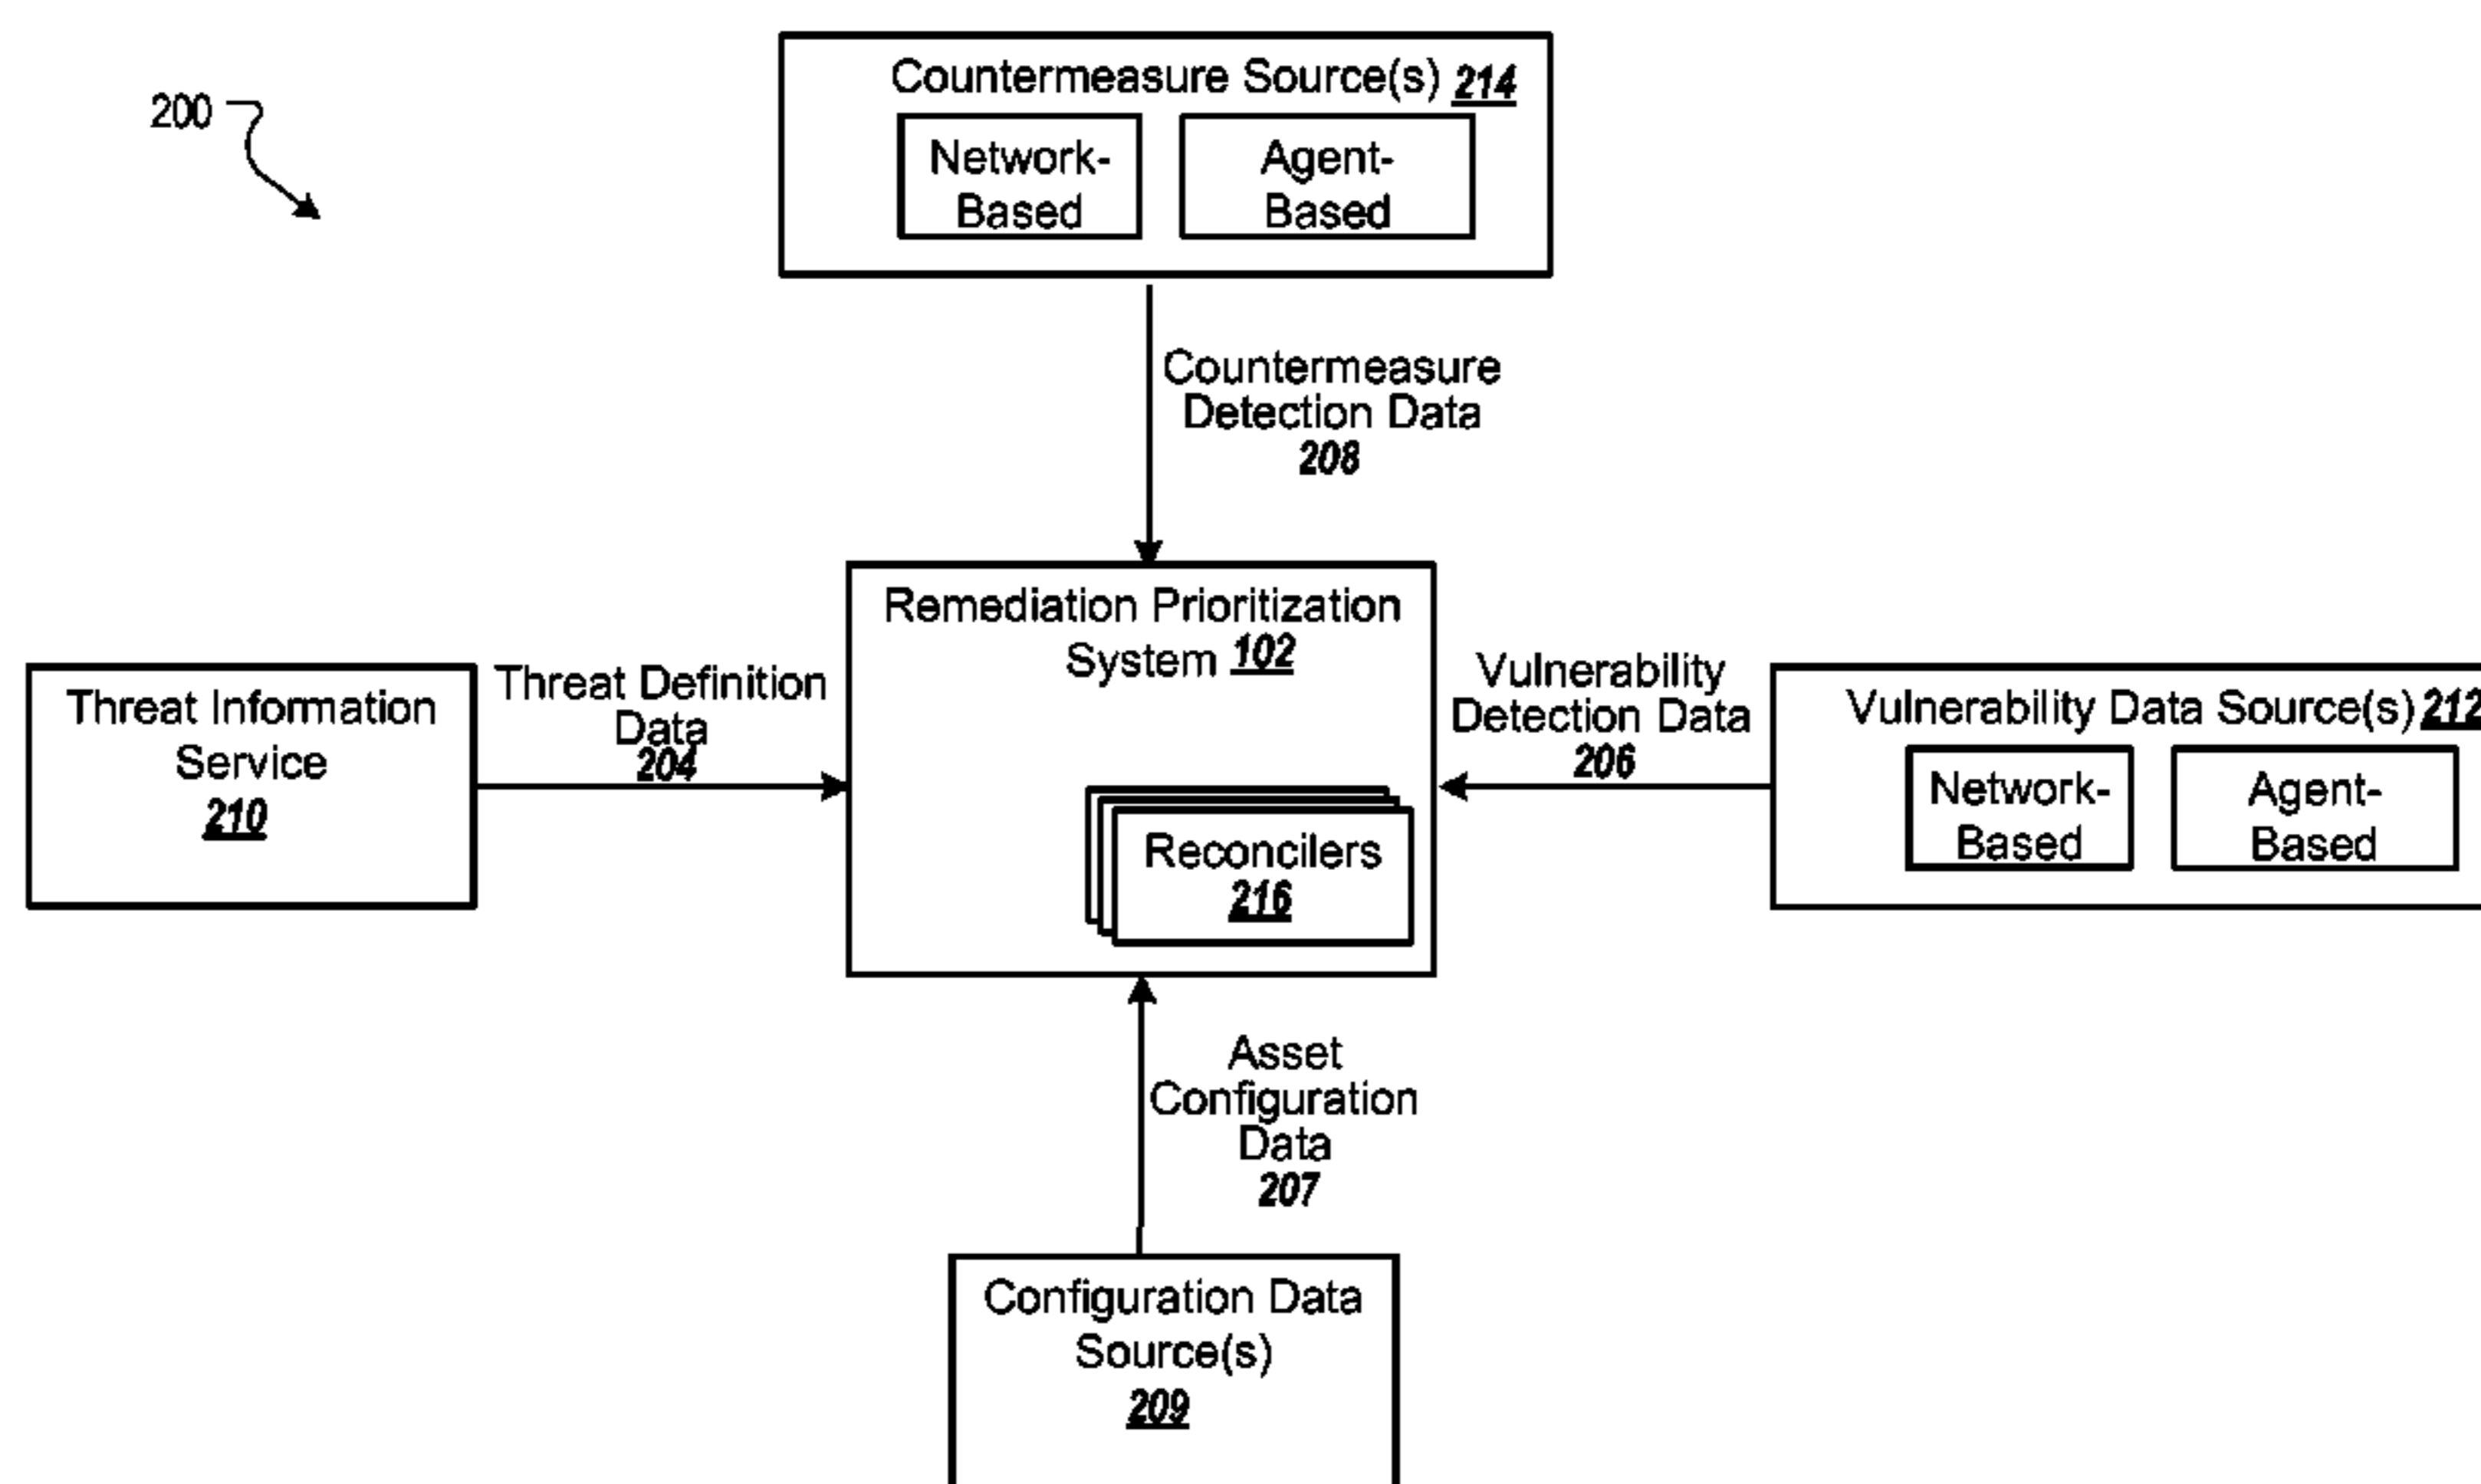 200
Countermeasure Source(s) 214
Network-
Based
Agent-
Based
Countermeasure
Detection Data
208
Remediation Prioritization
System 102
Reconcilers
216
Threat Information
Service
210
Threat Definition
Data
204
Vulnerability
Detection Data
206
Vulnerability Data Source(s) 212
Network-
Based
Agent-
Based
Asset
Configuration
Data
207
Configuration Data
Source(s)
209